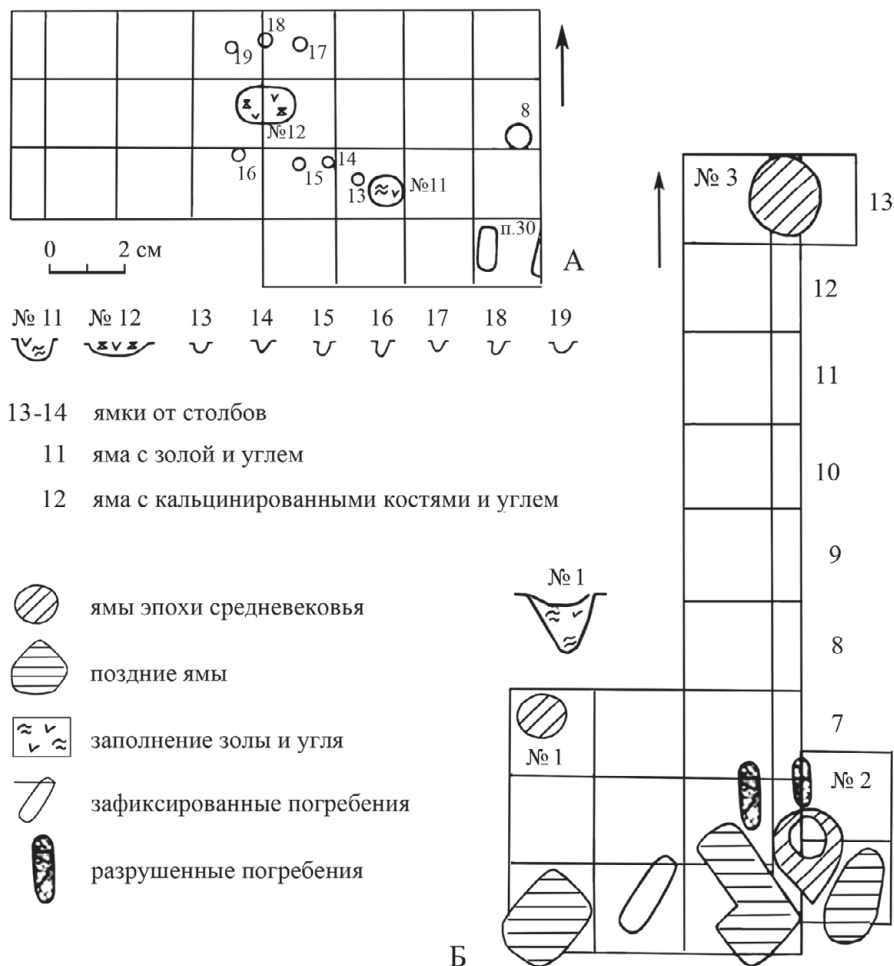 18
19
17
№12
8
16
15
14
13
№11
п.30
0 2 см
А
№ 11 № 12 13 14 15 16 17 18 19
13-14 ямки от столбов
11 яма с золой и углем
12 яма с кальцинированными костями и углем
ямы эпохи средневековья
поздние ямы
заполнение золы и угля
зафиксированные погребения
разрушенные погребения
№ 3
13
12
11
10
9
8
7
№ 1
№ 1
№ 2
Б